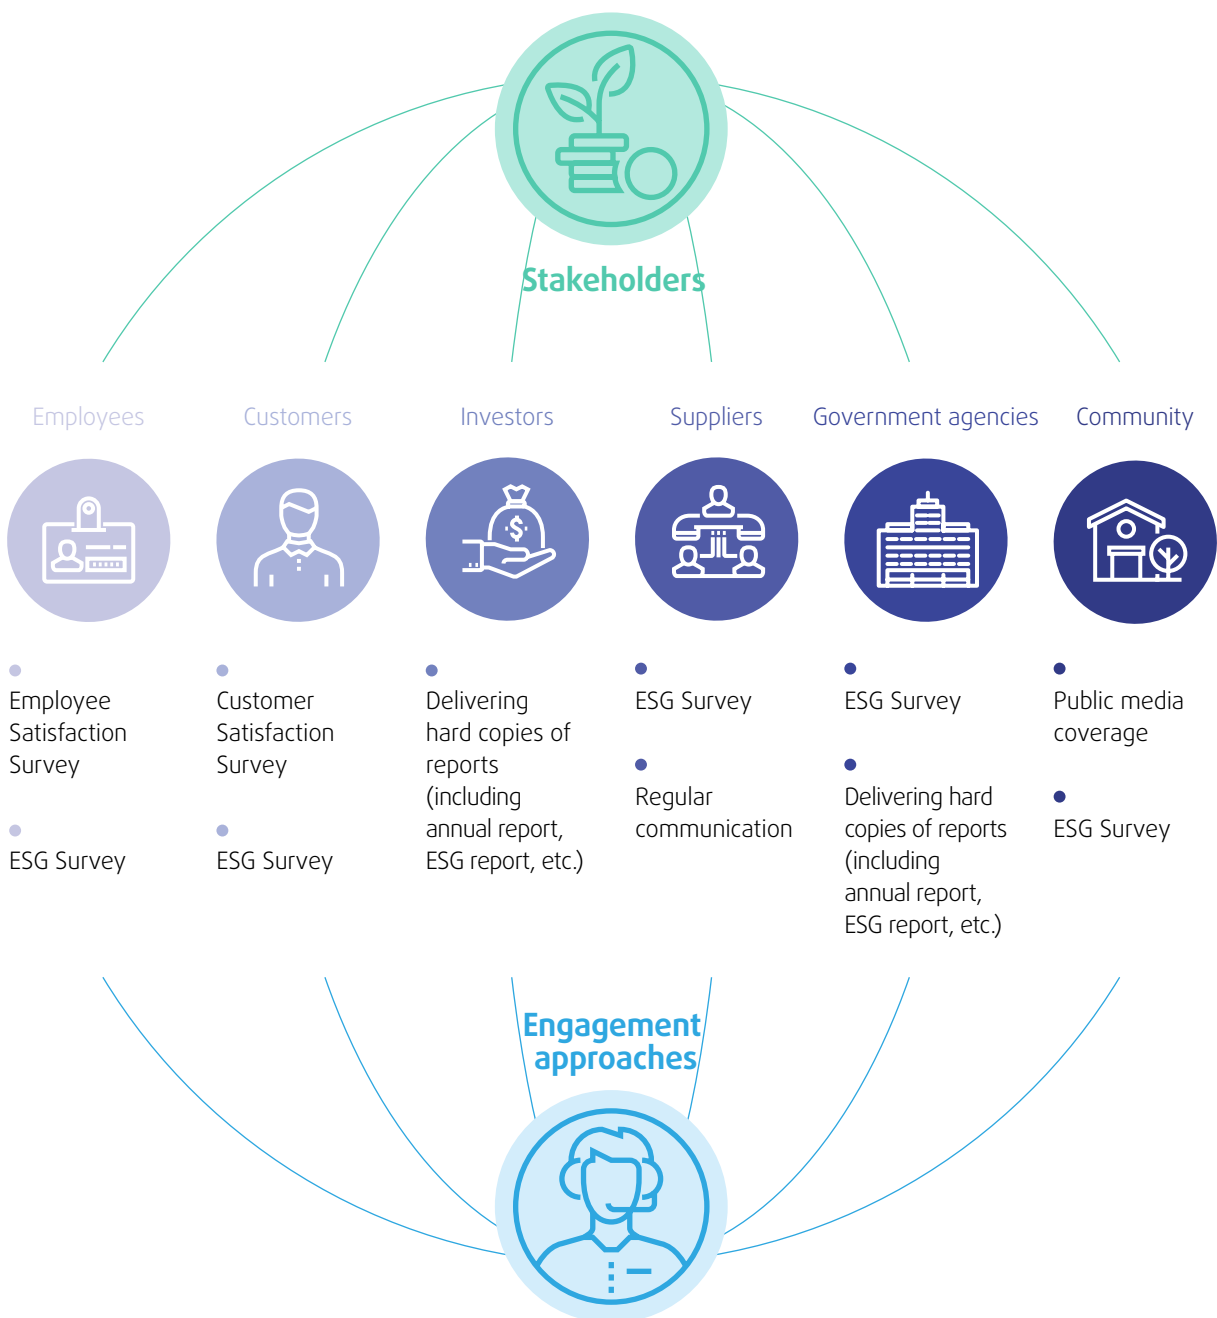 Stakeholders
Employees
Customers
Investors
Suppliers
Government agencies
Community
Employee
Satisfaction
Survey
ESG Survey
Customer
Satisfaction
Survey
ESG Survey
Delivering
hard copies of
reports
(including
annual report,
ESG report, etc.)
ESG Survey
Regular
communication
ESG Survey
Delivering hard
copies of reports
(including
annual report,
ESG report, etc.)
Public media
coverage
ESG Survey
Engagement
approaches